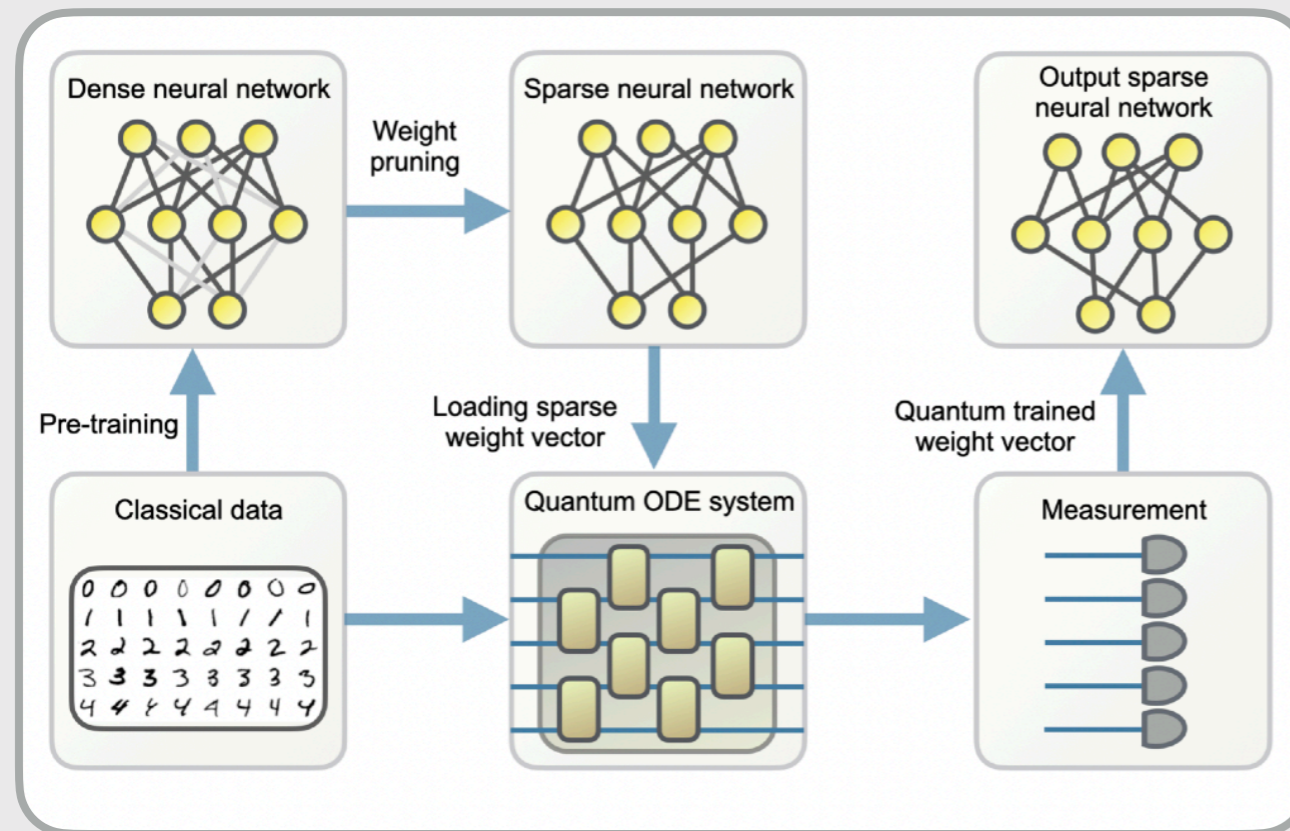 Dense neural network
Weight
pruning
Sparse neural network
Output sparse
neural network
Pre-training
Loading sparse
weight vector
Quantum trained
weight vector
Classical data
0 0 0 0 0 0 0 0
1 1 1 1 1 1 1 1
2 2 2 2 2 2 2 2
3 3 3 3 3 3 3 3
4 4 4 4 4 4 4 4
Quantum ODE system
Measurement